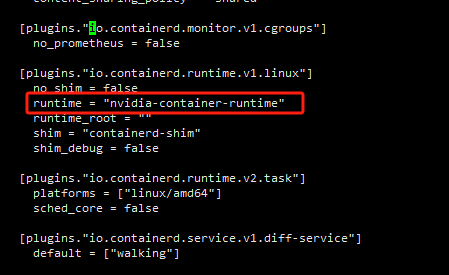 content_sharing_policy = "shared"
[plugins."io.containerd.monitor.v1.cgroups"]
no_prometheus = false
[plugins."io.containerd.runtime.v1.linux"]
no_shim = false
runtime = "nvidia-container-runtime"
runtime_root = ""
shim = "containerd-shim"
shim_debug = false
[plugins."io.containerd.runtime.v2.task"]
platforms = ["linux/amd64"]
sched_core = false
[plugins."io.containerd.service.v1.diff-service"]
default = ["walking"]